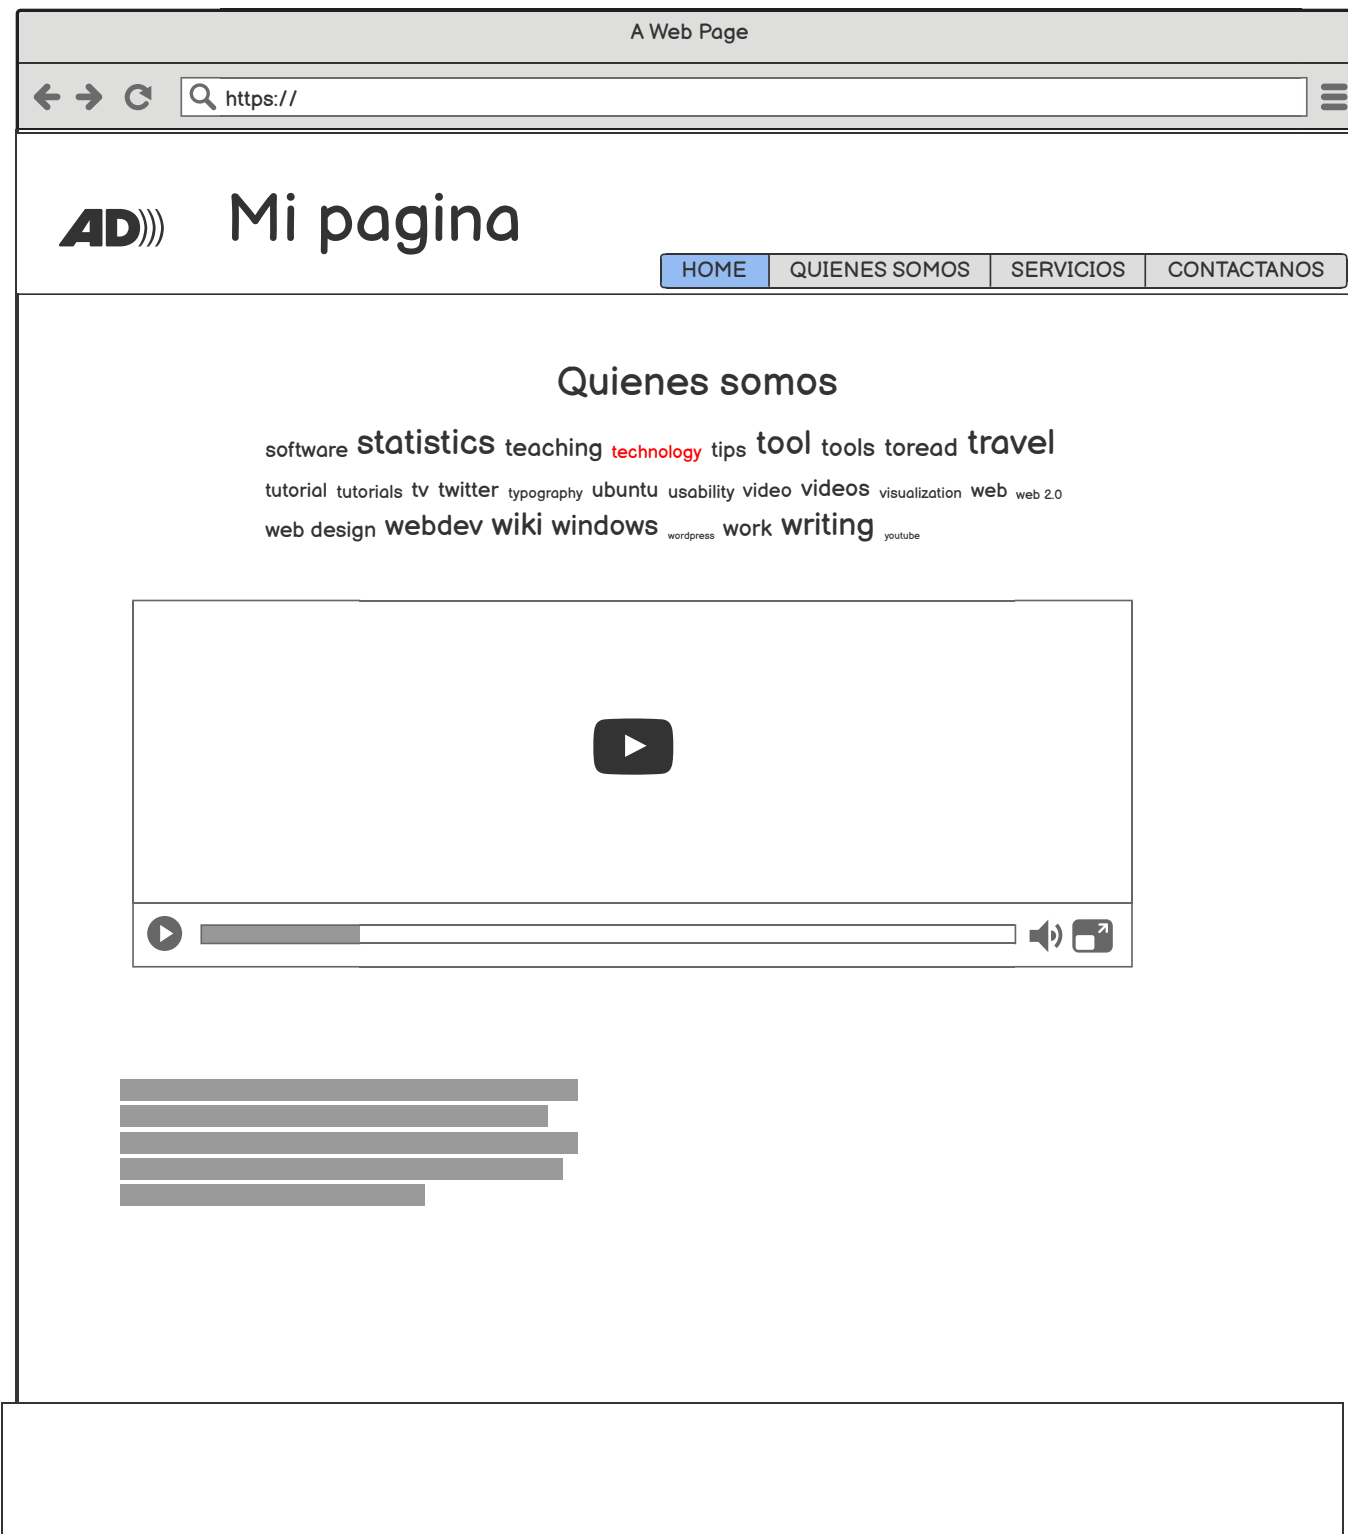 A Web Page
https://
AD
Mi pagina
HOME QUIENES SOMOS SERVICIOS CONTACTANOS
Quienes somos
software statistics teaching technology tips tool tools toread travel
tutorial tutorials tv twitter typography ubuntu usability video videos visualization web web 2.0
web design webdev wiki windows wordpress work writing youtube